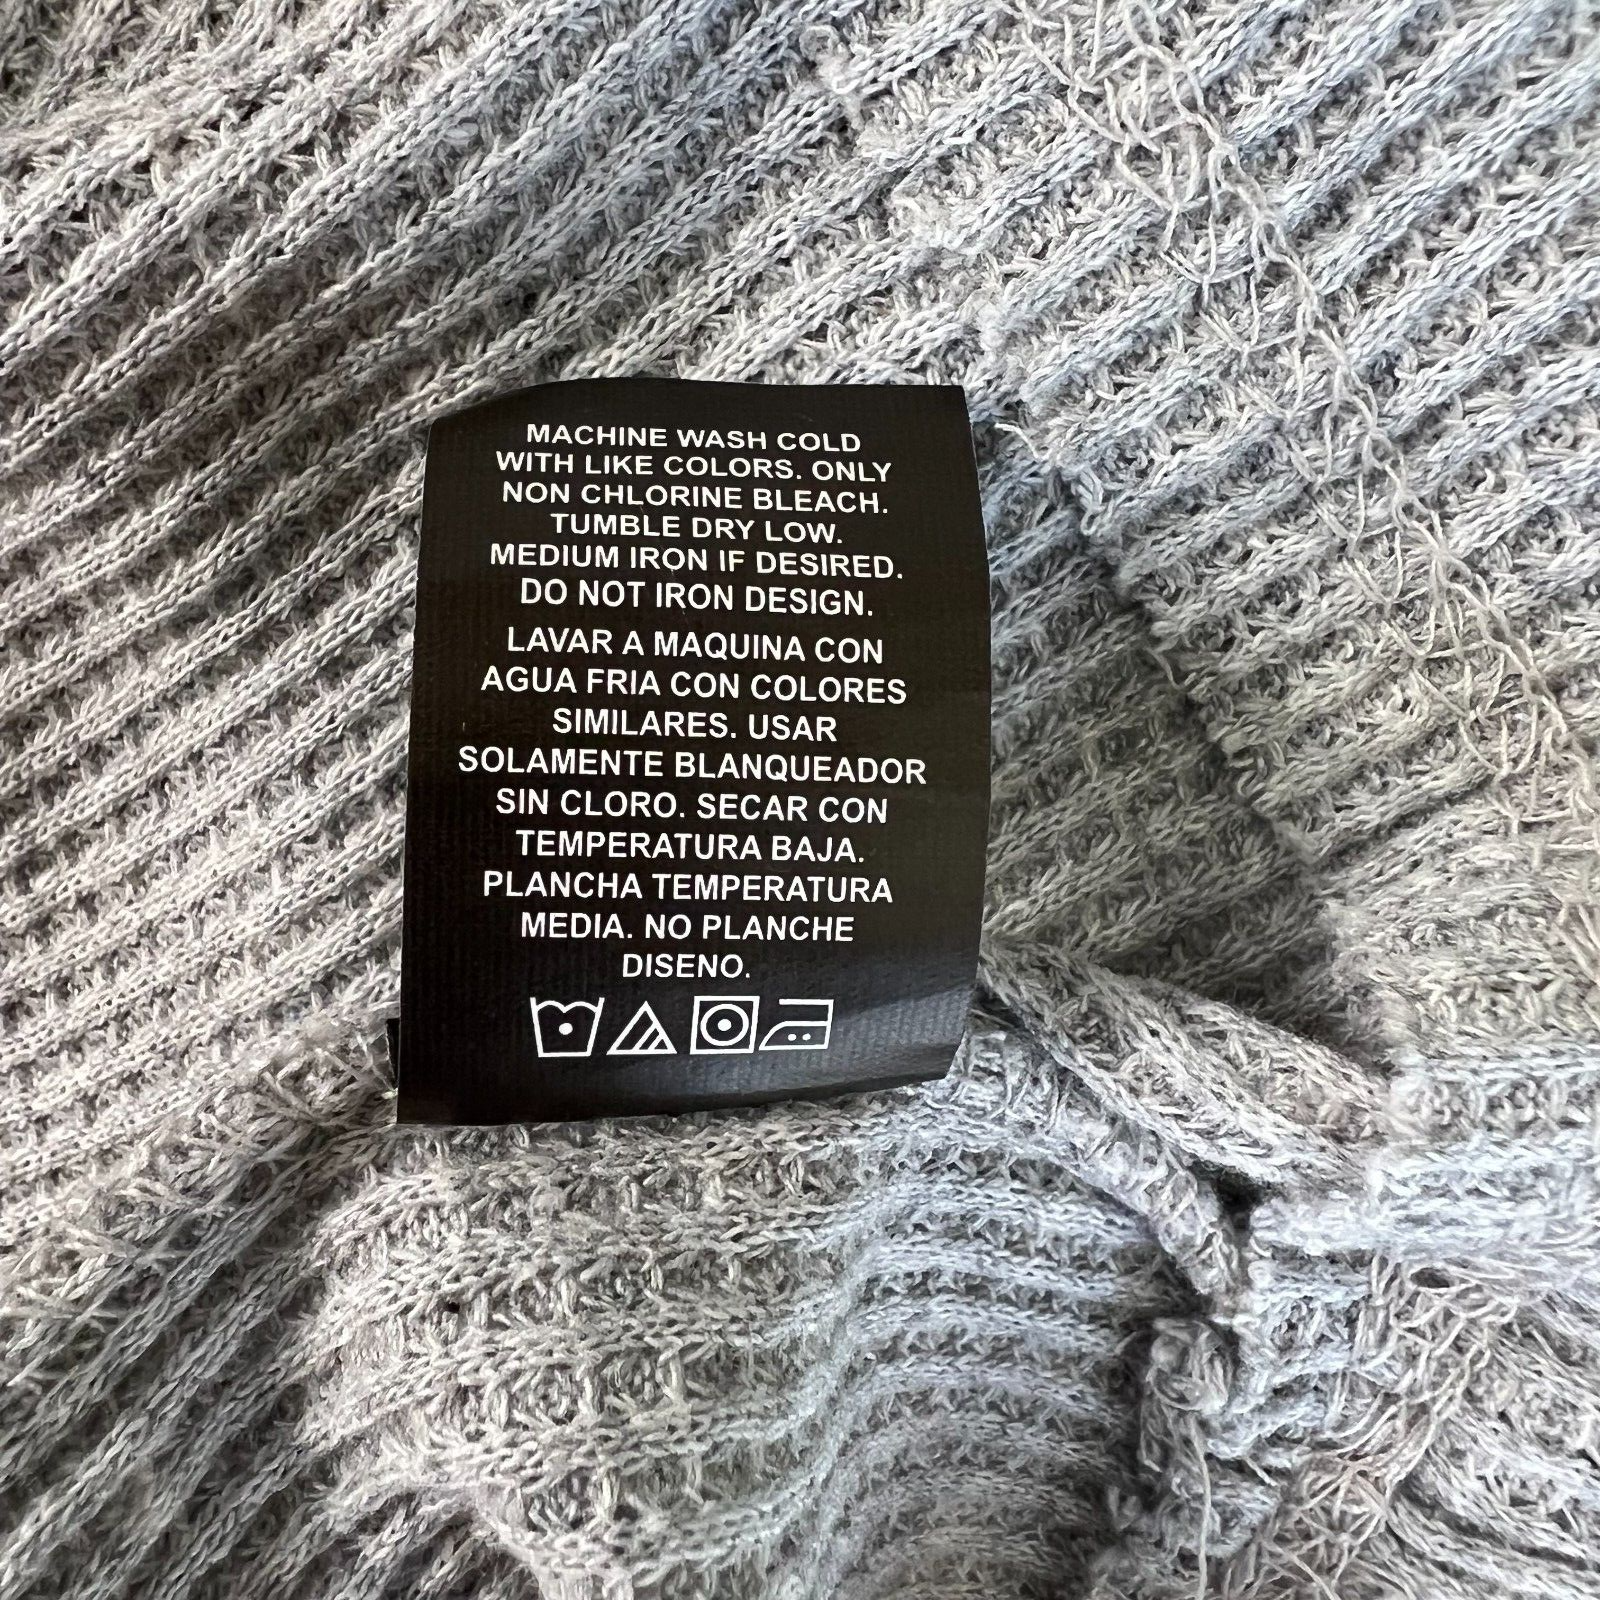 MACHINE WASH COLD
WITH LIKE COLORS. ONLY
NON CHLORINE BLEACH.
TUMBLE DRY LOW.
MEDIUM IRON IF DESIRED.
DO NOT IRON DESIGN.
LAVAR A MAQUINA CON
AGUA FRIA CON COLORES
SIMILARES. USAR
SOLAMENTE BLANQUEADOR
SIN CLORO. SECAR CON
TEMPERATURA BAJA.
PLANCHA TEMPERATURA
MEDIA. NO PLANCHE
DISENO.